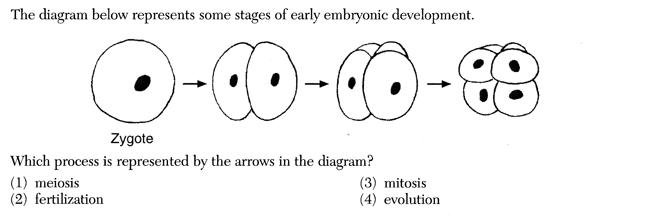 The diagram below represents some stages of early embryonic development.
Zygote
Which process is represented by the arrows in the diagram?
(1) meiosis (3) mitosis
(2) fertilization (4) evolution